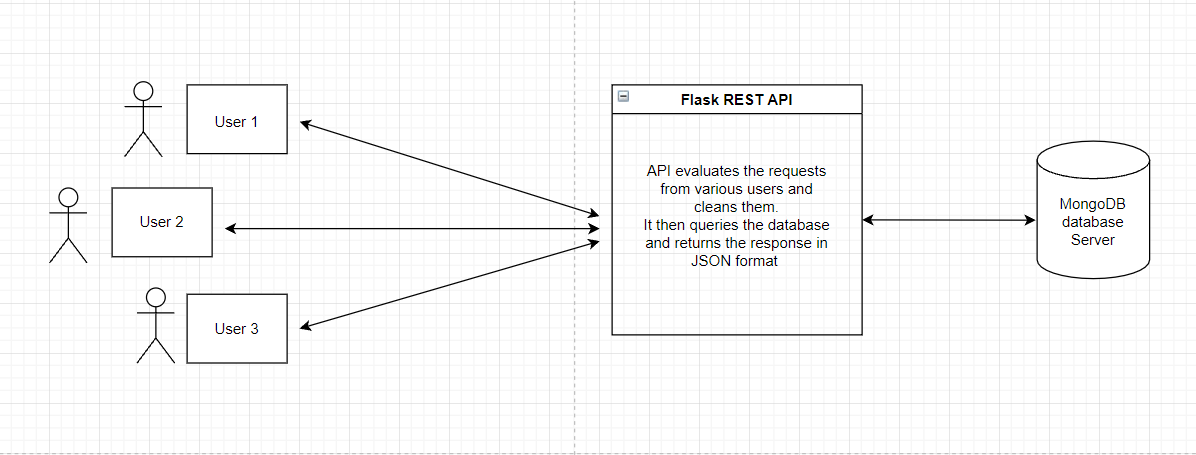 User 1
User 2
User 3
Flask REST API
API evaluates the requests
from various users and
cleans them.
It then queries the database
and returns the response in
JSON format
MongoDB
database
Server